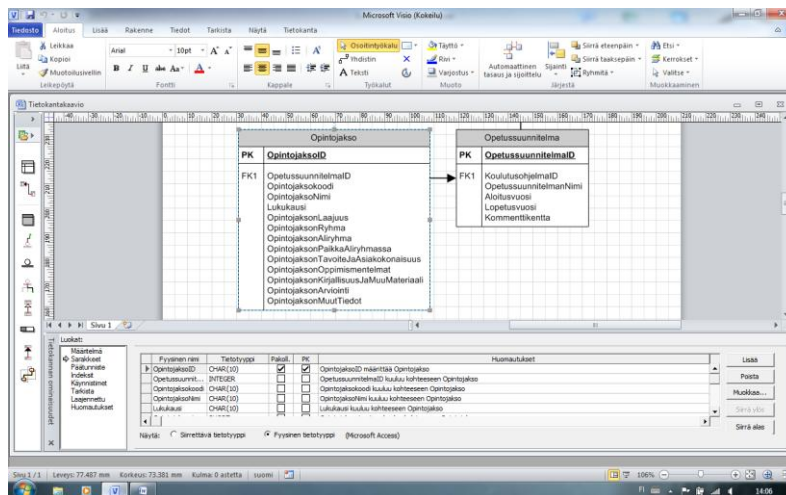 Microsoft Visio (Kokeilu)
Tiedosto Aloitus Lisää Rakenne Tiedot Tarkista Näytä Tietokanta
Leikkaa
Kopioi
Muotoilusivellin
Liitä
Leikepöytä
Arial 10pt
Fontti
Kappale
Osoitintyökalu
Yhdistin
Teksti
Työkalut
Täyttö
Viiva
Varjostus
Muoto
Automaattinen
tasaus ja sijoittelu
Sijainti
Siirrä eteenpäin
Siirrä taaksepäin
Ryhmitä
Järjestä
Etsi
Kerrokset
Valitse
Muokkaaminen
Tietokantakaavio
Opintojakso
PK OpintojaksoID
FK1 OpetussuunnitelmaID
Opintojaksokoodi
OpintojaksoNimi
Lukukausi
OpintojaksonLaajuus
OpintojaksonRyhma
OpintojaksonAliryhma
OpintojaksonPaikkaAliryhmassa
OpintojaksonTavoiteJaAsiakokonaisuus
OpintojaksonOppimismentelmat
OpintojaksonKirjallisuusJaMuuMateriaali
OpintojaksonArviointi
OpintojaksonMuutTiedot
Opetussuunnitelma
PK OpetussuunnitelmaID
FK1 KoulutusohjelmaID
OpetussuunnitelmanNimi
Aloitusvuosi
Lopetusvuosi
Kommenttikentta
Sivu 1
Tietokannan ominaisuudet
Luokat:
Määritelmä
Sarakkeet
Päätunniste
Indeksit
Käynnistimet
Tarkista
Laajennettu
Huomautukset
Fyysinen nimi Tietotyyppi Pakoll. PK Huomautukset
OpintojaksoID CHAR(10) OpintojaksoID määrittää Opintojakso
Opetussuunnit... INTEGER OpetussuunnitelmaID kuuluu kohteeseen Opintojakso
Opintojaksokoodi CHAR(10) Opintojaksokoodi kuuluu kohteeseen Opintojakso
OpintojaksoNimi CHAR(10) OpintojaksoNimi kuuluu kohteeseen Opintojakso
Lukukausi CHAR(10) Lukukausi kuuluu kohteeseen Opintojakso
Lisää
Poista
Muokkaa...
Siirrä ylös
Siirrä alas
Näytä: Siirrettävä tietotyyppi Fyysinen tietotyyppi (Microsoft Access)
Sivu 1 / 1 Leveys: 77.487 mm Korkeus: 73.381 mm Kulma: 0 astetta suomi 106%
FI 14:06